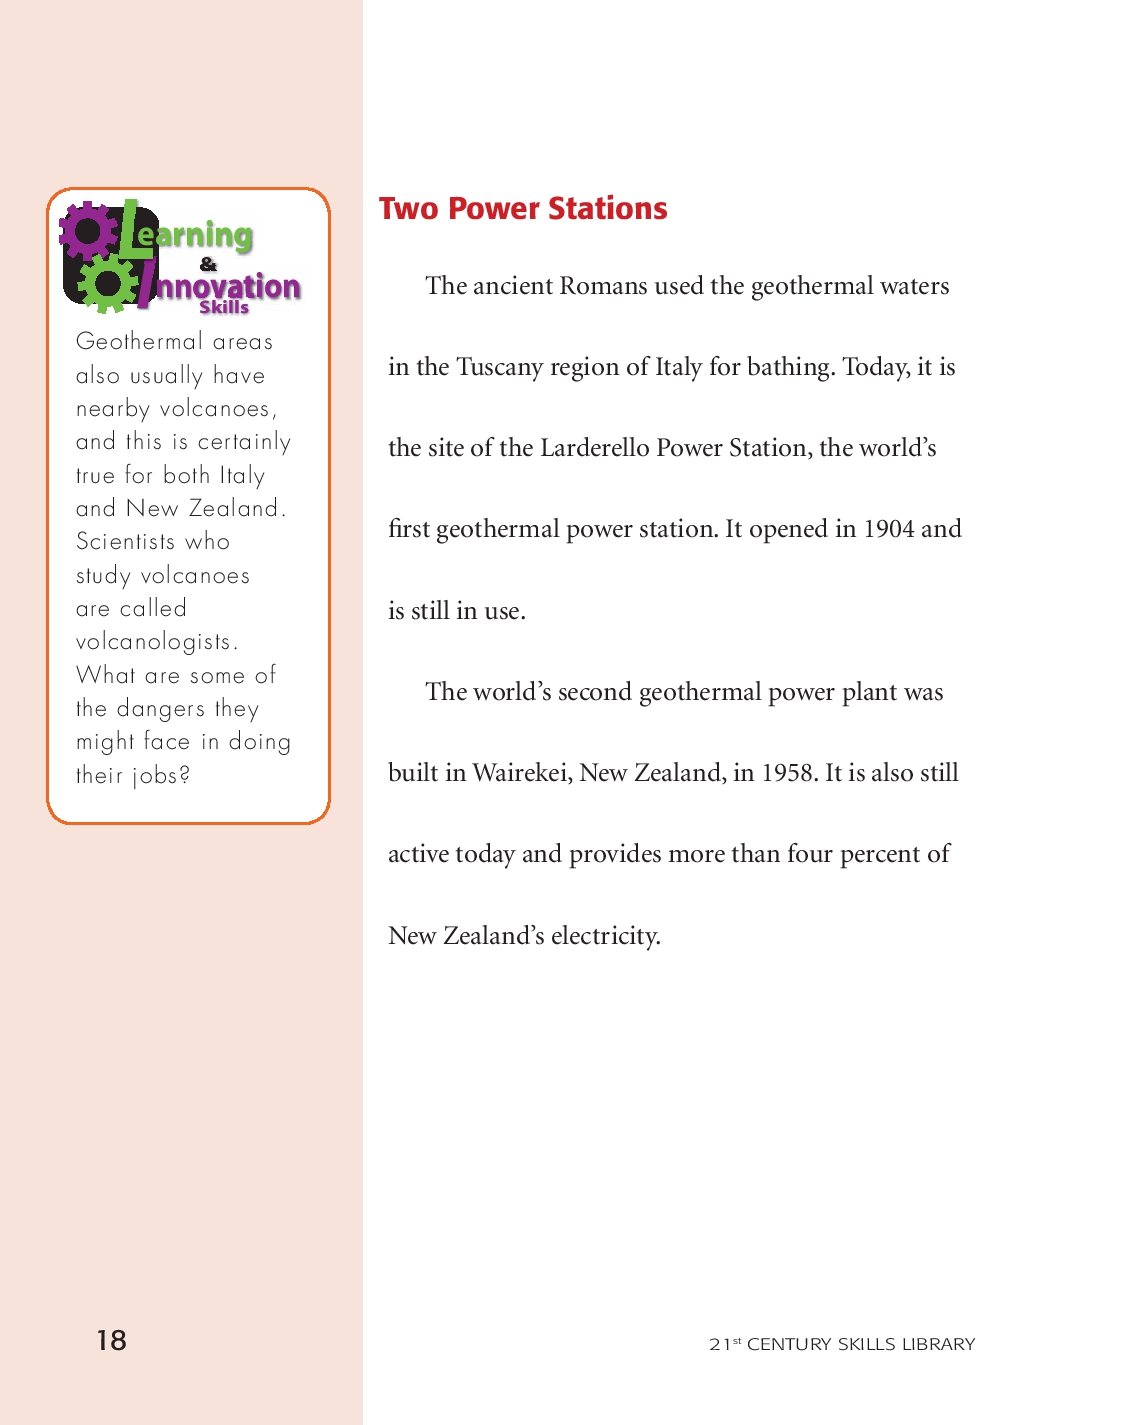 Learning
&
Innovation
Skills
Geothermal areas
also usually have
nearby volcanoes,
and this is certainly
true for both Italy
and New Zealand.
Scientists who
study volcanoes
are called
volcanologists.
What are some of
the dangers they
might face in doing
their jobs?
Two Power Stations
The ancient Romans used the geothermal waters
in the Tuscany region of Italy for bathing. Today, it is
the site of the Larderello Power Station, the world’s
first geothermal power station. It opened in 1904 and
is still in use.
The world’s second geothermal power plant was
built in Wairekei, New Zealand, in 1958. It is also still
active today and provides more than four percent of
New Zealand’s electricity.
18
21st CENTURY SKILLS LIBRARY